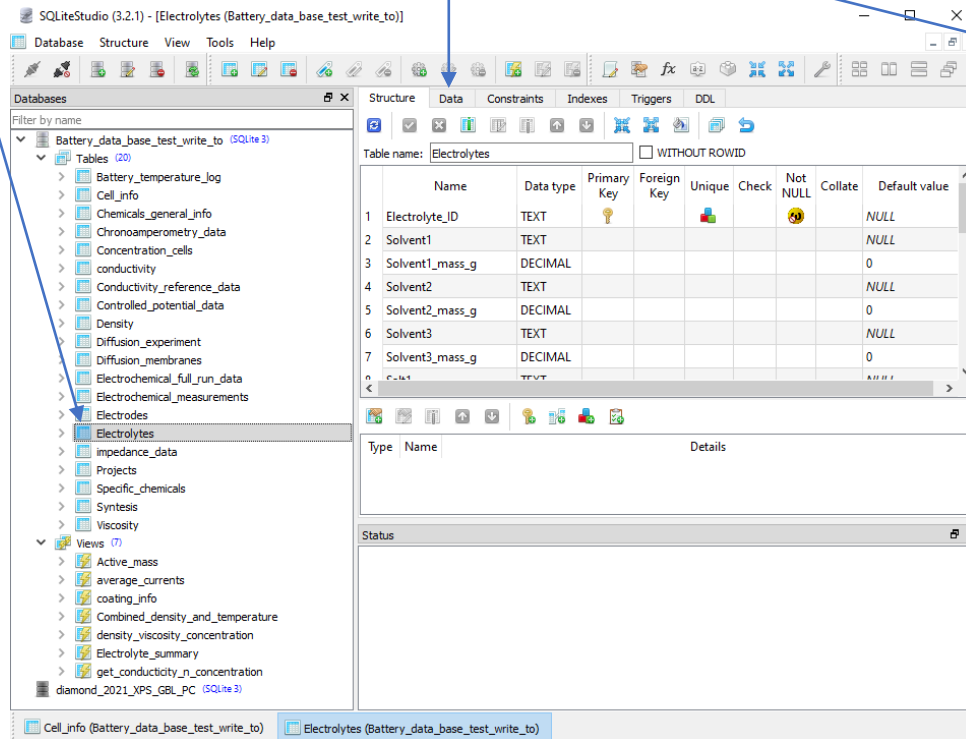 SQLiteStudio (3.2.1) - [Electrolytes (Battery_data_base_test_write_to)]
Database Structure View Tools Help
Databases
Filter by name
Battery_data_base_test_write_to (SQLite 3)
Tables (20)
Battery_temperature_log
Cell_info
Chemicals_general_info
Chronoamperometry_data
Concentration_cells
conductivity
Conductivity_reference_data
Controlled_potential_data
Density
Diffusion_experiment
Diffusion_membranes
Electrochemical_full_run_data
Electrochemical_measurements
Electrodes
Electrolytes
impedance_data
Projects
Specific_chemicals
Syntesis
Viscosity
Views (7)
Active_mass
average_currents
coating_info
Combined_density_and_temperature
density_viscosity_concentration
Electrolyte_summary
get_conducticity_n_concentration
diamond_2021_XPS_GBL_PC (SQLite 3)
Structure Data Constraints Indexes Triggers DDL
Table name: Electrolytes WITHOUT ROWID
Name Data type Primary Key Foreign Key Unique Check Not NULL Collate Default value
1 Electrolyte_ID TEXT NULL
2 Solvent1 TEXT NULL
3 Solvent1_mass_g DECIMAL 0
4 Solvent2 TEXT NULL
5 Solvent2_mass_g DECIMAL 0
6 Solvent3 TEXT NULL
7 Solvent3_mass_g DECIMAL 0
Type Name Details
Status
Cell_info (Battery_data_base_test_write_to) Electrolytes (Battery_data_base_test_write_to)